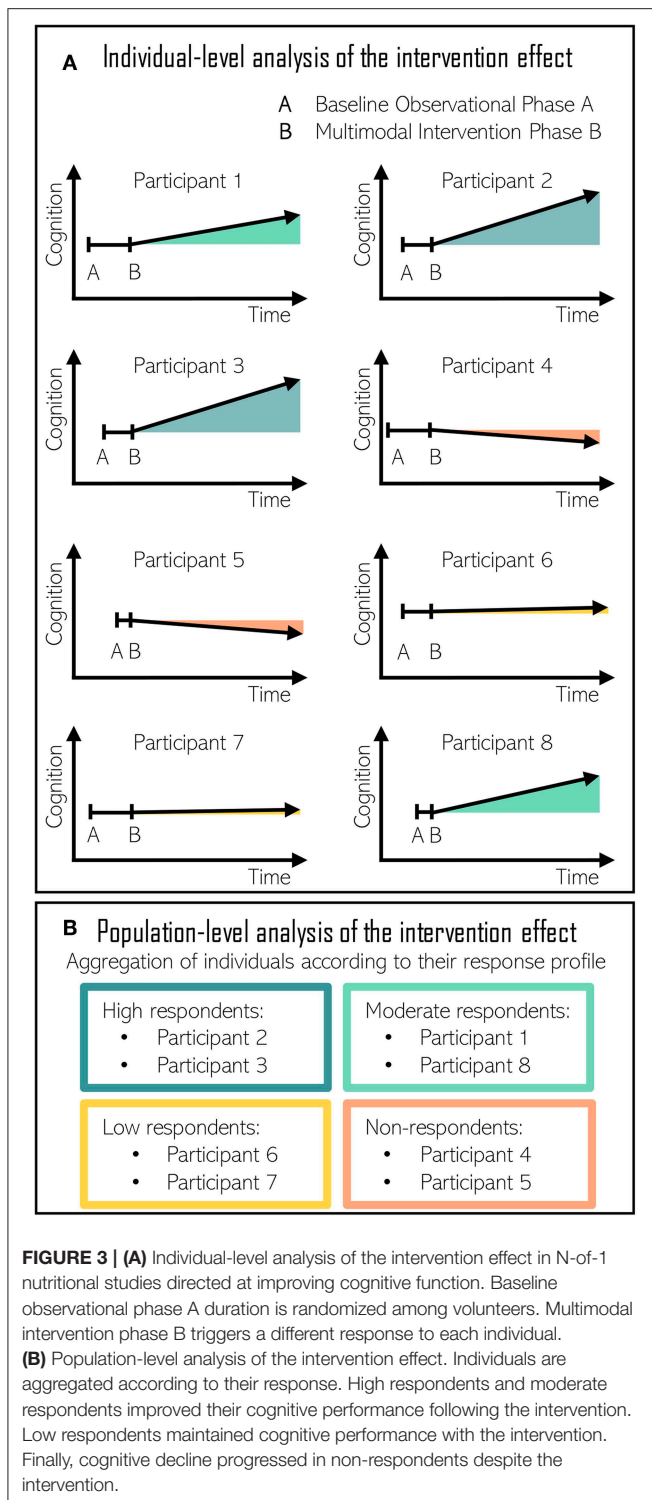 A Individual-level analysis of the intervention effect
A Baseline Observational Phase A
B Multimodal Intervention Phase B
Participant 1
Cognition
A B
Time
Participant 2
Cognition
A B
Time
Participant 3
Cognition
A B
Time
Participant 4
Cognition
A B
Time
Participant 5
Cognition
A B
Time
Participant 6
Cognition
A B
Time
Participant 7
Cognition
A B
Time
Participant 8
Cognition
A B
Time
B Population-level analysis of the intervention effect
Aggregation of individuals according to their response profile
High respondents:
• Participant 2
• Participant 3
Moderate respondents:
• Participant 1
• Participant 8
Low respondents:
• Participant 6
• Participant 7
Non-respondents:
• Participant 4
• Participant 5
FIGURE 3 | (A) Individual-level analysis of the intervention effect in N-of-1
nutritional studies directed at improving cognitive function. Baseline
observational phase A duration is randomized among volunteers. Multimodal
intervention phase B triggers a different response to each individual.
(B) Population-level analysis of the intervention effect. Individuals are
aggregated according to their response. High respondents and moderate
respondents improved their cognitive performance following the intervention.
Low respondents maintained cognitive performance with the intervention.
Finally, cognitive decline progressed in non-respondents despite the
intervention.